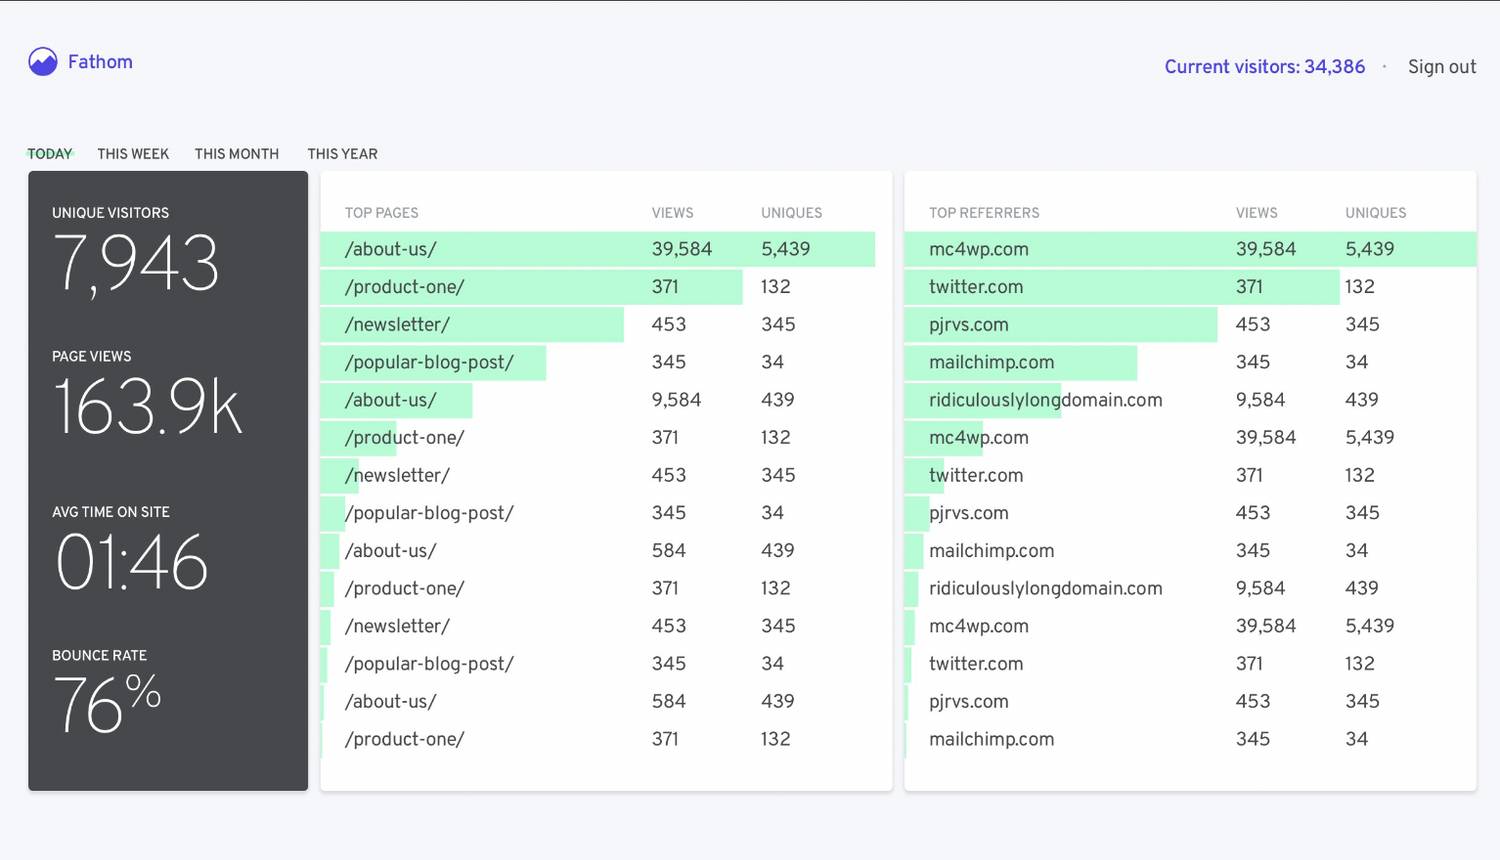 Fathom
Current visitors: 34,386 · Sign out
TODAY THIS WEEK THIS MONTH THIS YEAR
UNIQUE VISITORS
7,943
PAGE VIEWS
163.9k
AVG TIME ON SITE
01:46
BOUNCE RATE
76%
TOP PAGES VIEWS UNIQUES
/about-us/ 39,584 5,439
/product-one/ 371 132
/newsletter/ 453 345
/popular-blog-post/ 345 34
/about-us/ 9,584 439
/product-one/ 371 132
/newsletter/ 453 345
/popular-blog-post/ 345 34
/about-us/ 584 439
/product-one/ 371 132
/newsletter/ 453 345
/popular-blog-post/ 345 34
/about-us/ 584 439
/product-one/ 371 132
TOP REFERRERS VIEWS UNIQUES
mc4wp.com 39,584 5,439
twitter.com 371 132
pjrvs.com 453 345
mailchimp.com 345 34
ridiculouslylongdomain.com 9,584 439
mc4wp.com 39,584 5,439
twitter.com 371 132
pjrvs.com 453 345
mailchimp.com 345 34
ridiculouslylongdomain.com 9,584 439
mc4wp.com 39,584 5,439
twitter.com 371 132
pjrvs.com 453 345
mailchimp.com 345 34